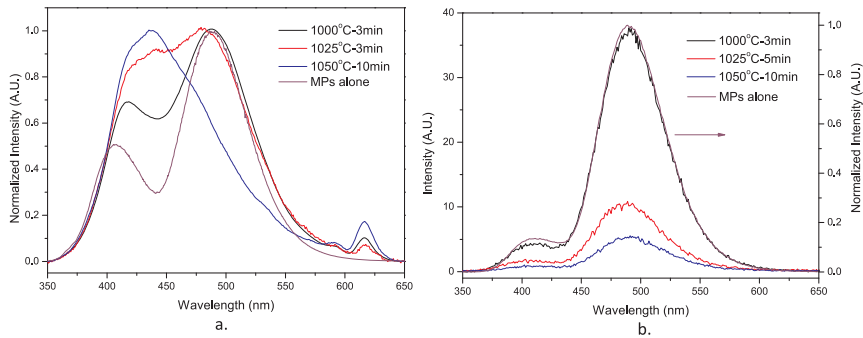 1000°C-3min
1025°C-3min
1050°C-10min
MPs alone
Normalized Intensity (A.U.)
1,0
0,8
0,6
0,4
0,2
0,0
350 400 450 500 550 600 650
Wavelength (nm)
a.
1000°C-3min
1025°C-5min
1050°C-10min
MPs alone
Intensity (A.U.)
40
30
20
10
0
1,0
0,8
0,6
0,4
0,2
0,0
Normalized Intensity (A.U.)
350 400 450 500 550 600 650
Wavelength (nm)
b.